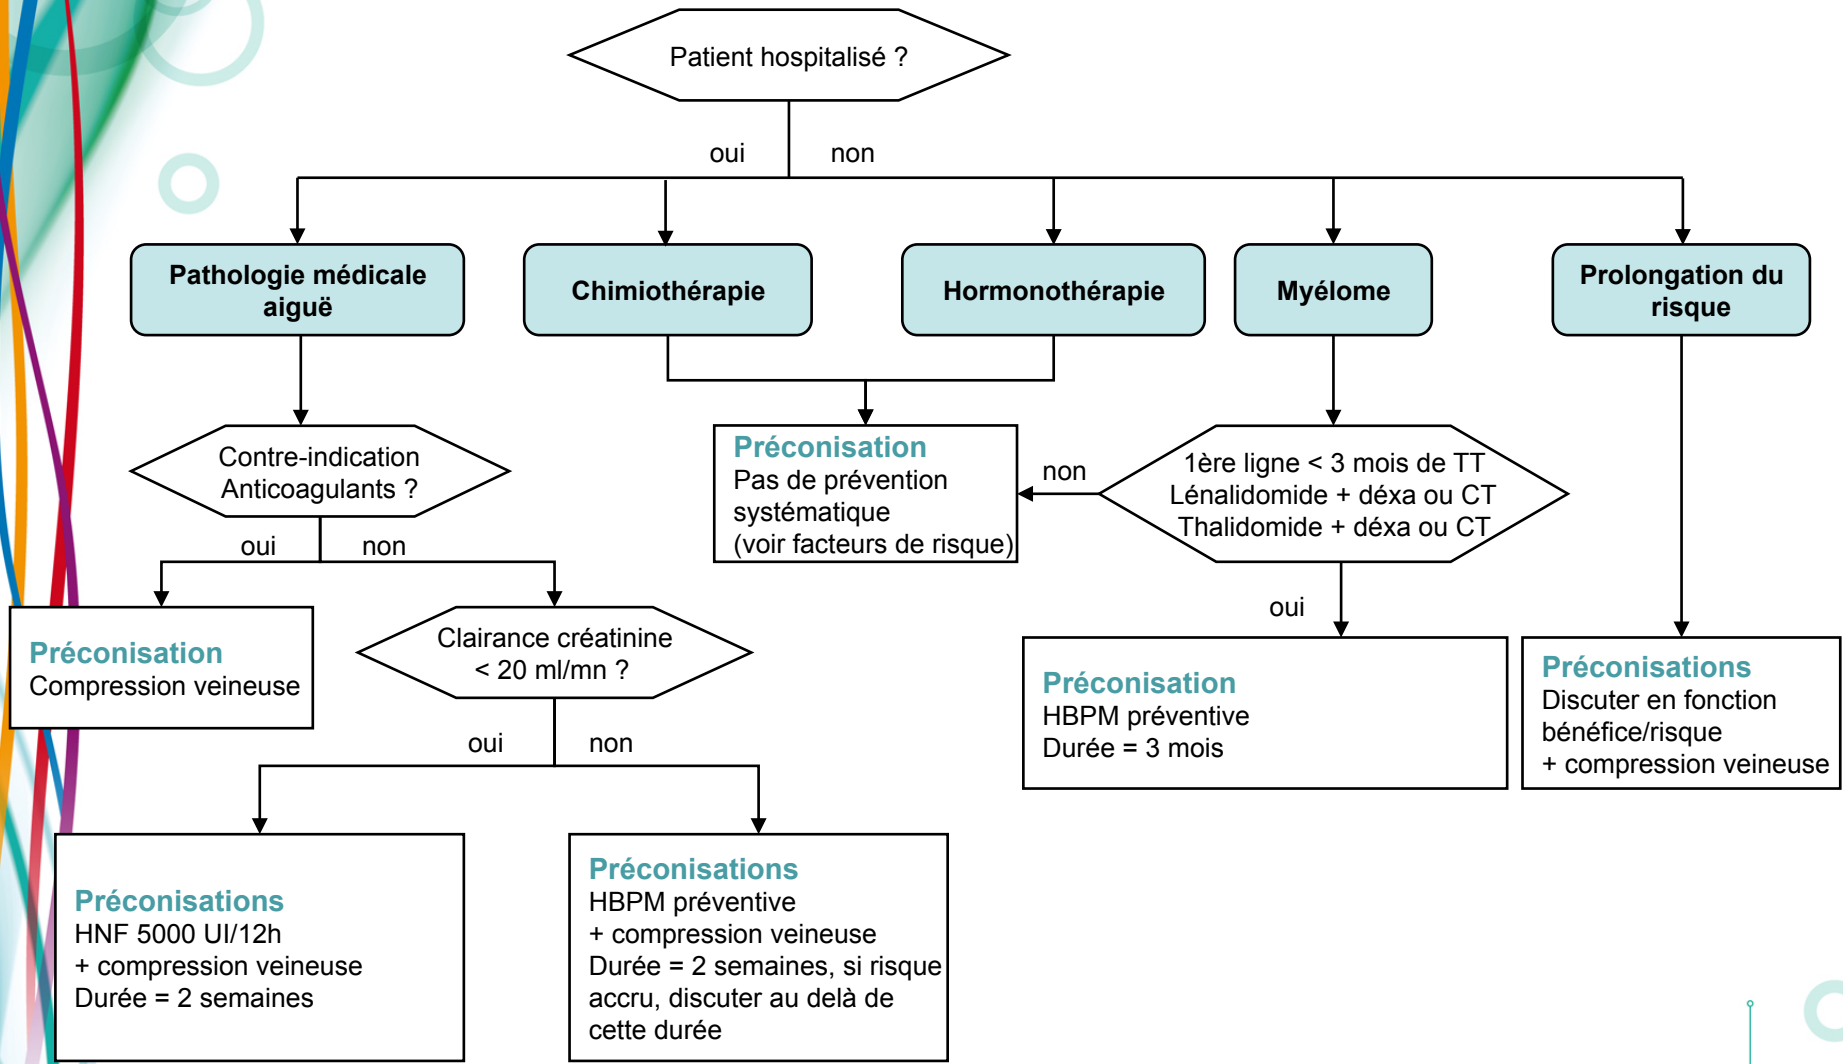 Patient hospitalisé ?
oui
non
Pathologie médicale
aiguë
Chimiothérapie
Hormonothérapie
Myélome
Prolongation du
risque
Contre-indication
Anticoagulants ?
Préconisation
Pas de prévention
systématique
(voir facteurs de risque)
non
1ère ligne < 3 mois de TT
Lénalidomide + déxa ou CT
Thalidomide + déxa ou CT
oui
non
oui
Préconisation
Compression veineuse
Clairance créatinine
< 20 ml/mn ?
Préconisation
HBPM préventive
Durée = 3 mois
Préconisations
Discuter en fonction
bénéfice/risque
+ compression veineuse
oui
non
Préconisations
HNF 5000 UI/12h
+ compression veineuse
Durée = 2 semaines
Préconisations
HBPM préventive
+ compression veineuse
Durée = 2 semaines, si risque
accru, discuter au delà de
cette durée